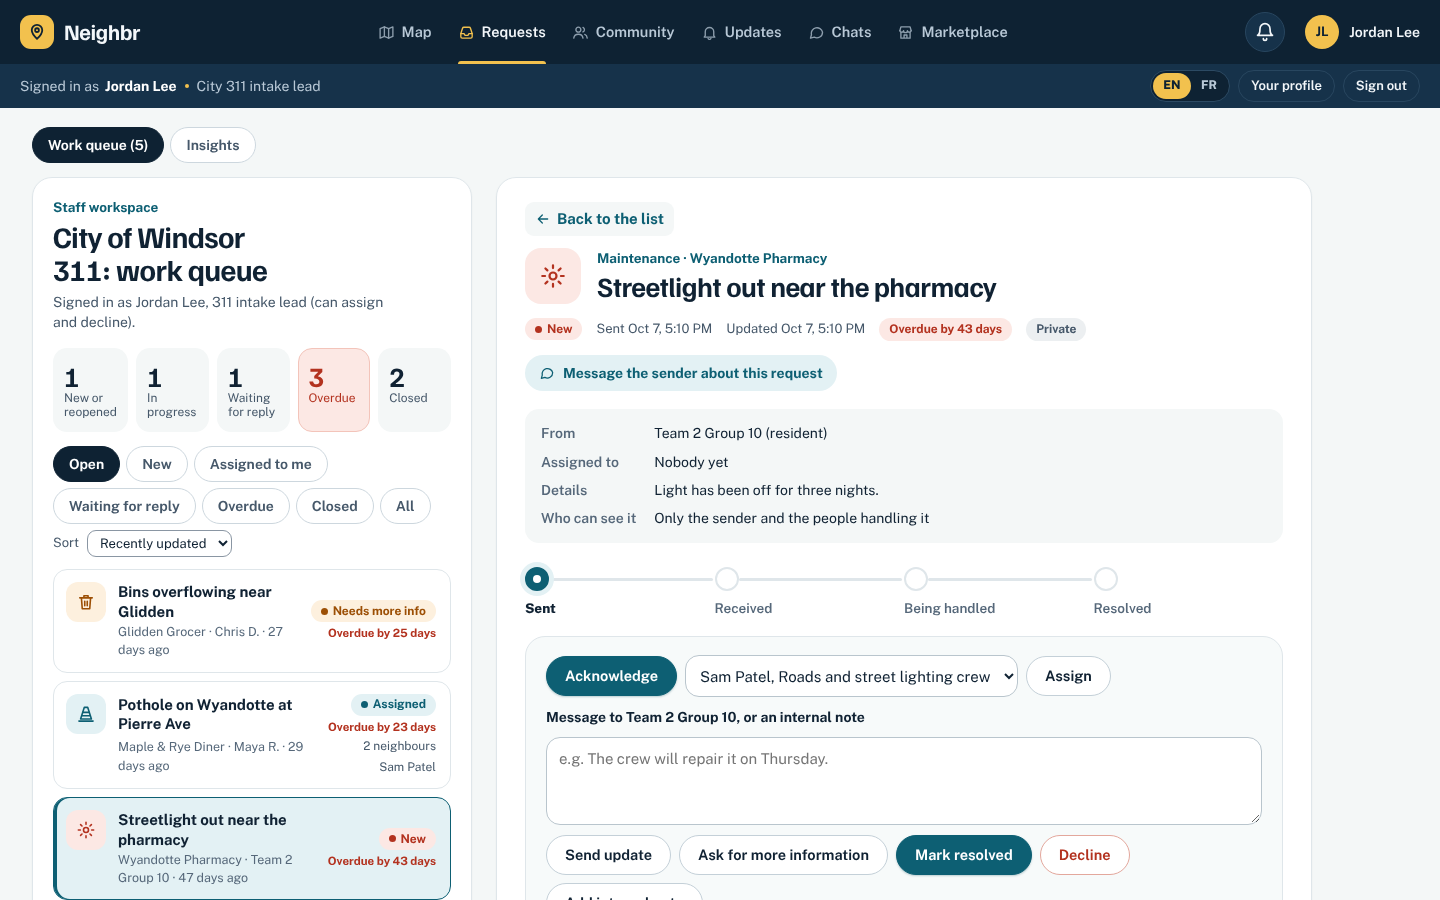 Neighbr
Map
Requests
Community
Updates
Chats
Marketplace
JL
Jordan Lee
Signed in as Jordan Lee • City 311 intake lead
EN
FR
Your profile
Sign out
Work queue (5)
Insights
Staff workspace
City of Windsor
311: work queue
Signed in as Jordan Lee, 311 intake lead (can assign
and decline).
1
New or
reopened
1
In
progress
1
Waiting
for reply
3
Overdue
2
Closed
Open
New
Assigned to me
Waiting for reply
Overdue
Closed
All
Sort
Recently updated
Bins overflowing near
Glidden
Glidden Grocer · Chris D. · 27
days ago
Needs more info
Overdue by 25 days
Pothole on Wyandotte at
Pierre Ave
Maple & Rye Diner · Maya R. · 29
days ago
Assigned
Overdue by 23 days
2 neighbours
Sam Patel
Streetlight out near the
pharmacy
Wyandotte Pharmacy · Team 2
Group 10 · 47 days ago
New
Overdue by 43 days
← Back to the list
Maintenance · Wyandotte Pharmacy
Streetlight out near the pharmacy
New
Sent Oct 7, 5:10 PM
Updated Oct 7, 5:10 PM
Overdue by 43 days
Private
Message the sender about this request
From
Team 2 Group 10 (resident)
Assigned to
Nobody yet
Details
Light has been off for three nights.
Who can see it
Only the sender and the people handling it
Sent
Received
Being handled
Resolved
Acknowledge
Sam Patel, Roads and street lighting crew
Assign
Message to Team 2 Group 10, or an internal note
e.g. The crew will repair it on Thursday.
Send update
Ask for more information
Mark resolved
Decline